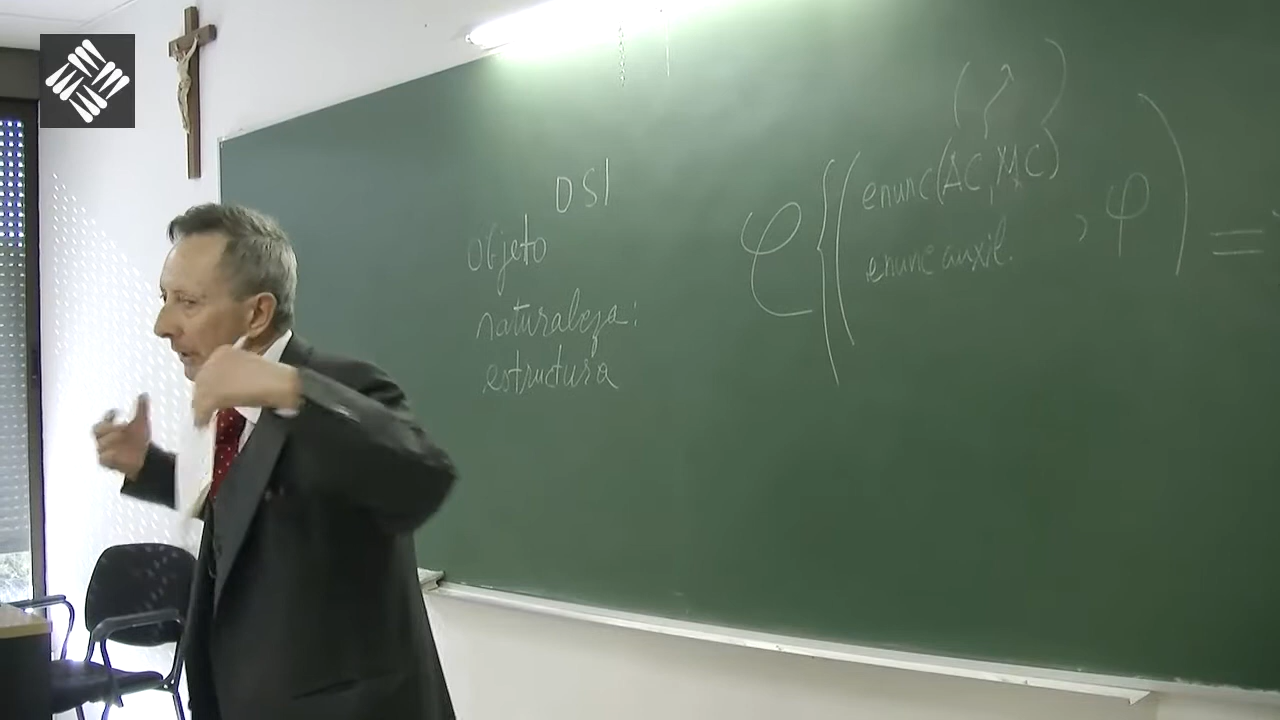 DSI
objeto
naturaleza:
estructura
( ? )
φ { ( enunc(AC, MC)
enunc auxil. , φ ) =